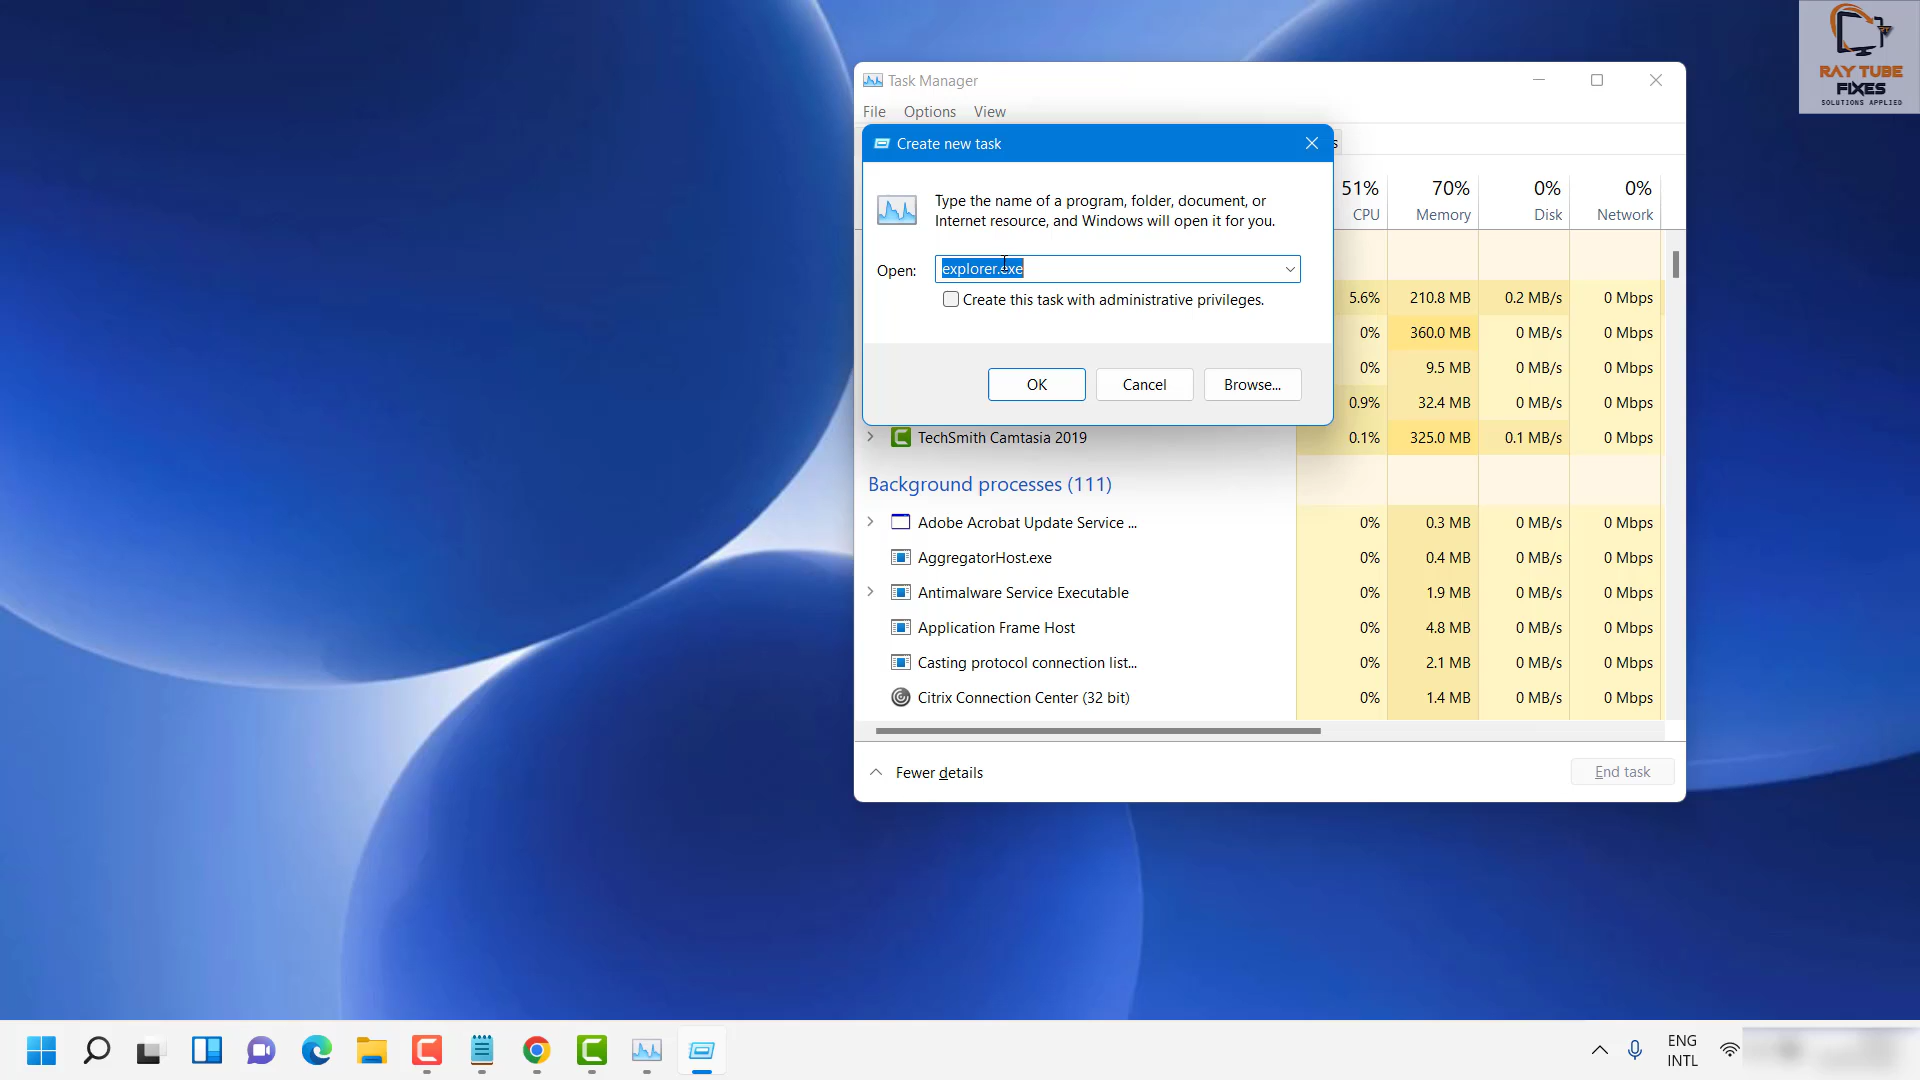 RAY TUBE
FIXES
SOLUTIONS APPLIED
Task Manager
File Options View
Create new task
s
Type the name of a program, folder, document, or
Internet resource, and Windows will open it for you.
Open: explorer.exe
Create this task with administrative privileges.
OK Cancel Browse...
51% 70% 0% 0%
CPU Memory Disk Network
5.6% 210.8 MB 0.2 MB/s 0 Mbps
0% 360.0 MB 0 MB/s 0 Mbps
0% 9.5 MB 0 MB/s 0 Mbps
0.9% 32.4 MB 0 MB/s 0 Mbps
TechSmith Camtasia 2019 0.1% 325.0 MB 0.1 MB/s 0 Mbps
Background processes (111)
Adobe Acrobat Update Service ... 0% 0.3 MB 0 MB/s 0 Mbps
AggregatorHost.exe 0% 0.4 MB 0 MB/s 0 Mbps
Antimalware Service Executable 0% 1.9 MB 0 MB/s 0 Mbps
Application Frame Host 0% 4.8 MB 0 MB/s 0 Mbps
Casting protocol connection list... 0% 2.1 MB 0 MB/s 0 Mbps
Citrix Connection Center (32 bit) 0% 1.4 MB 0 MB/s 0 Mbps
Fewer details End task
ENG
INTL